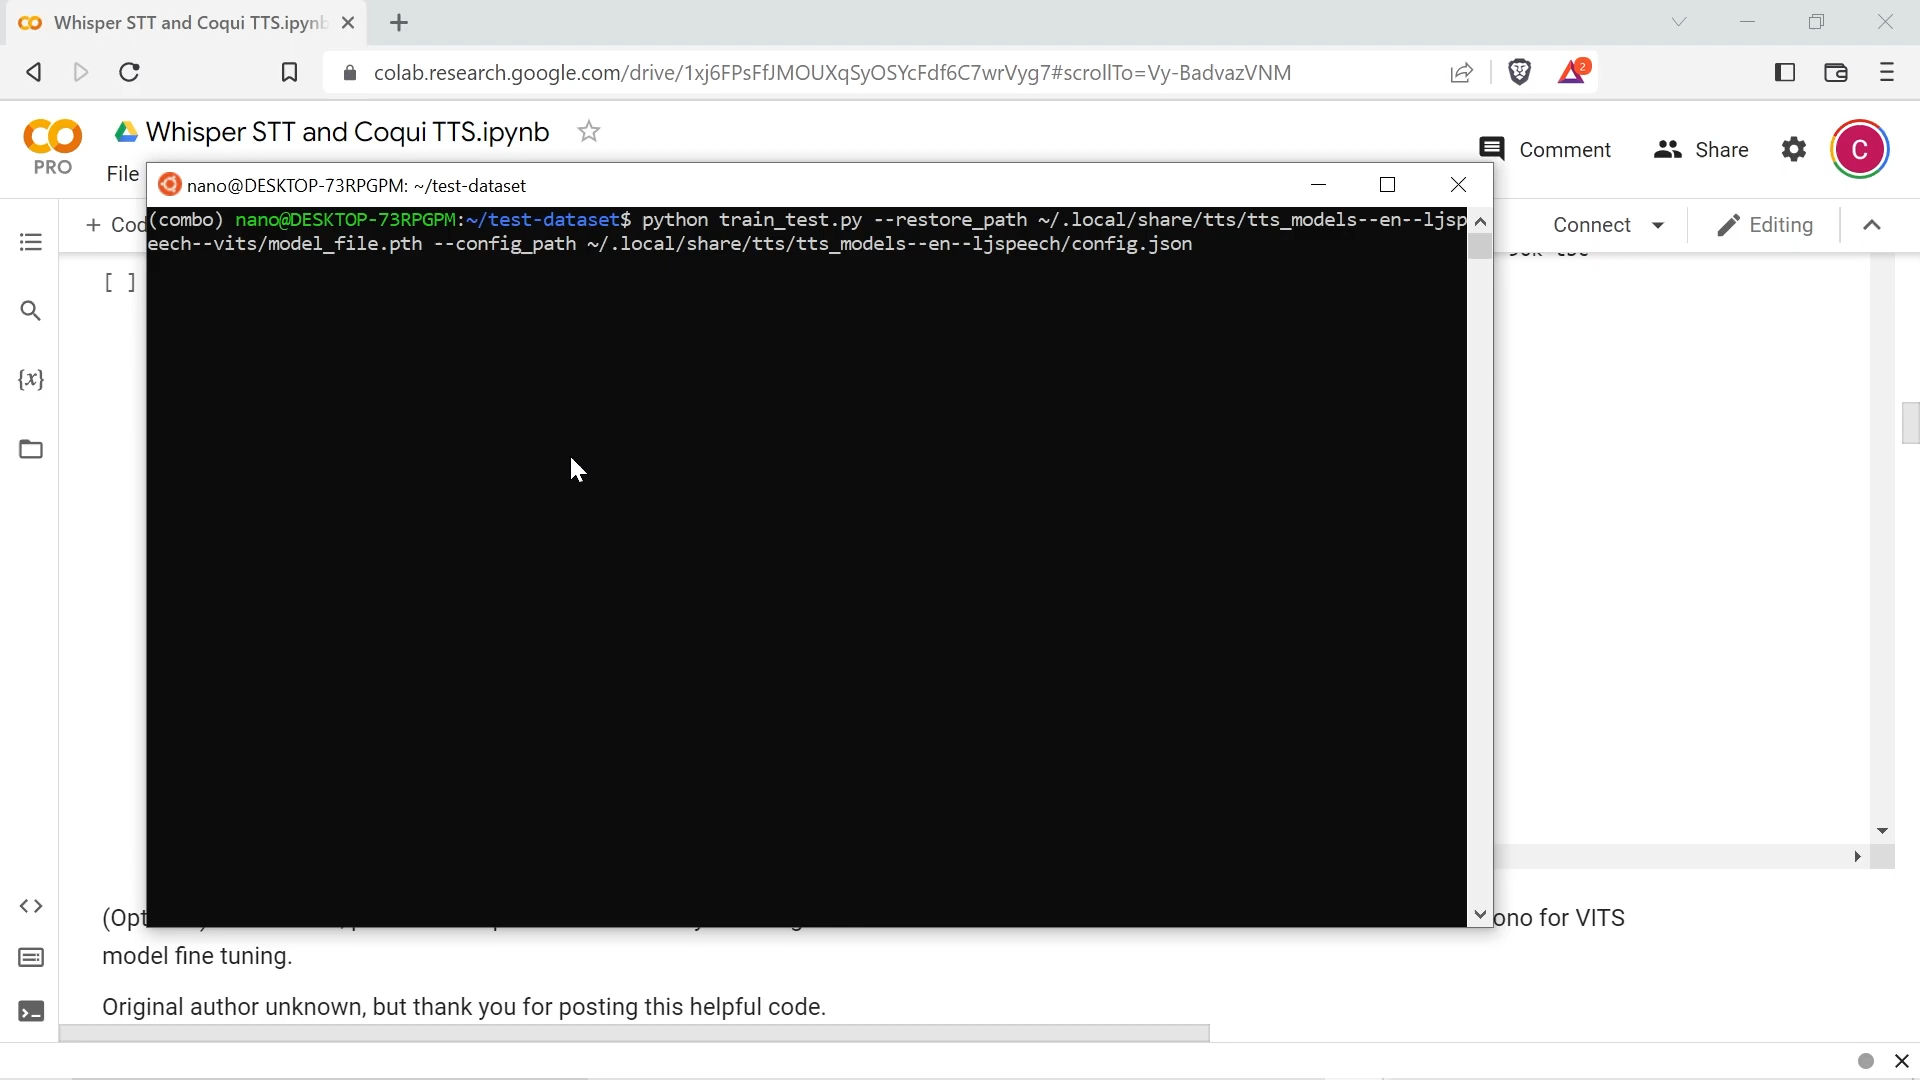 Whisper STT and Coqui TTS.ipynb
colab.research.google.com/drive/1xj6FPsFfJMOUXqSyOSYcFdf6C7wrVyg7#scrollTo=Vy-BadvazVNM
2
PRO
Whisper STT and Coqui TTS.ipynb
File
Comment
Share
C
nano@DESKTOP-73RPGPM: ~/test-dataset
+ Cod
Connect
Editing
(combo) nano@DESKTOP-73RPGPM:~/test-dataset$ python train_test.py --restore_path ~/.local/share/tts/tts_models--en--ljsp
eech--vits/model_file.pth --config_path ~/.local/share/tts/tts_models--en--ljspeech/config.json
[ ]
{x}
(Opt
ono for VITS
model fine tuning.
Original author unknown, but thank you for posting this helpful code.